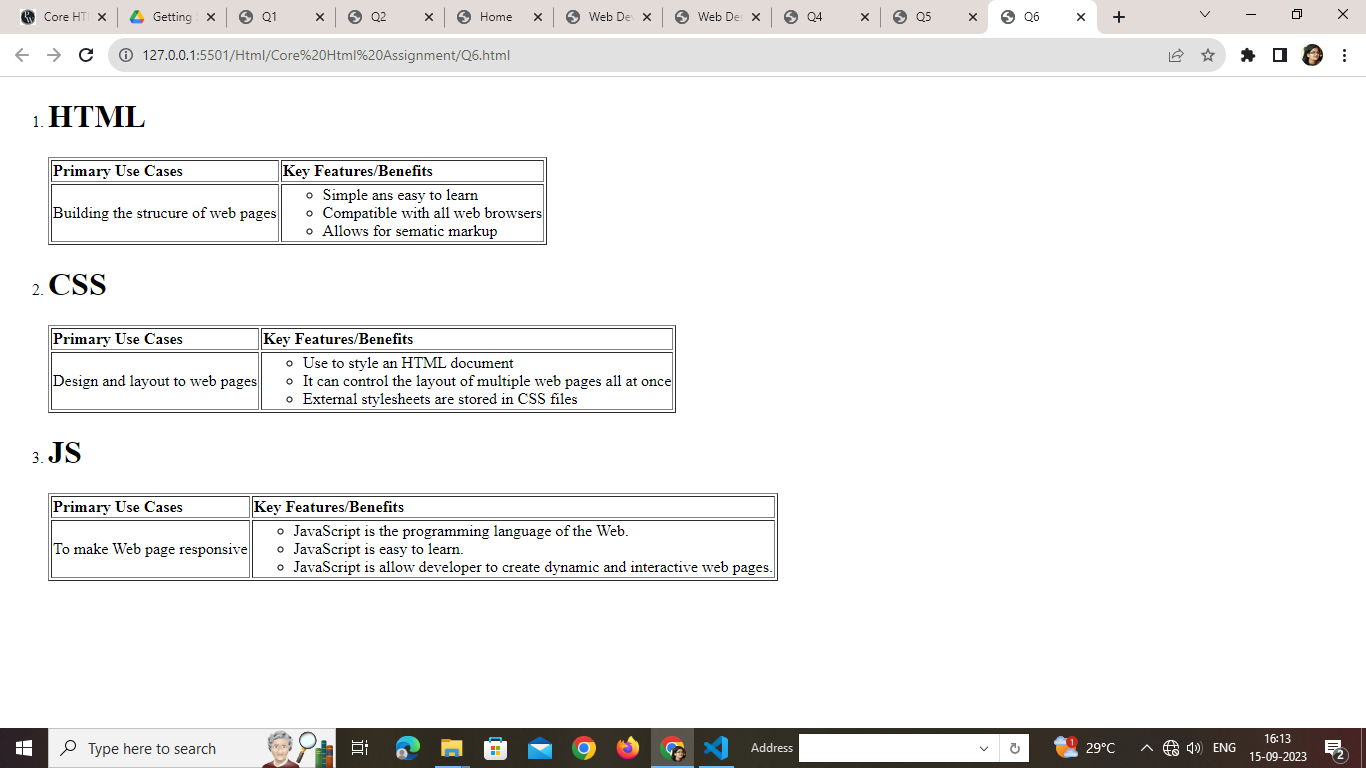 Core HT Getting Q1 Q2 Home Web De Web De Q4 Q5 Q6
127.0.0.1:5501/Html/Core%20Html%20Assignment/Q6.html
1. HTML
Primary Use Cases Key Features/Benefits
Building the strucure of web pages
Simple ans easy to learn
Compatible with all web browsers
Allows for sematic markup
2. CSS
Primary Use Cases Key Features/Benefits
Design and layout to web pages
Use to style an HTML document
It can control the layout of multiple web pages all at once
External stylesheets are stored in CSS files
3. JS
Primary Use Cases Key Features/Benefits
To make Web page responsive
JavaScript is the programming language of the Web.
JavaScript is easy to learn.
JavaScript is allow developer to create dynamic and interactive web pages.
Type here to search Address 1 29°C ENG 16:13
15-09-2023 2